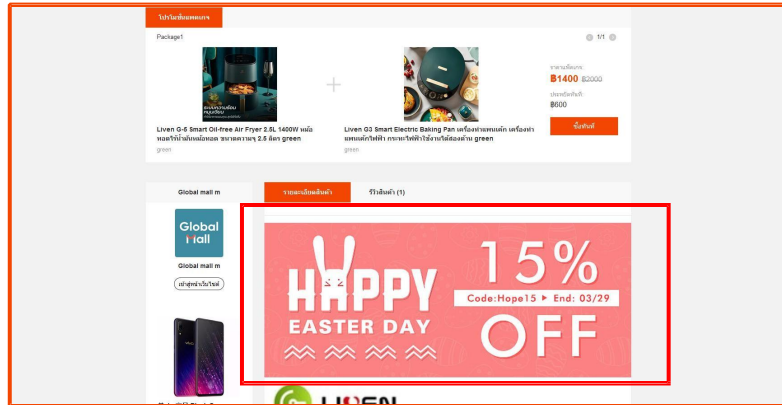 โปรโมชั่นแพคเกจ
Package1
1/1
ราคาแพ็คเกจ:
฿1400 ฿2000
ประหยัดทันที:
฿600
ซื้อทันที
Liven G-5 Smart Oil-free Air Fryer 2.5L 1400W หม้อ
ทอดไร้น้ำมันหม้อทอด ขนาดความจุ 2.5 ลิตร green
green
Liven G3 Smart Electric Baking Pan เครื่องทำแพนเค้ก เครื่องทำ
แพนเค้กไฟฟ้า กระทะไฟฟ้าใช้งานได้สองด้าน green
green
Global mall m
รายละเอียดสินค้า
รีวิวสินค้า (1)
Global
Mall
Global mall m
เข้าสู่หน้าเว็บไซต์
HAPPY
EASTER DAY
15%
Code:Hope15 ▶ End: 03/29
OFF
LIVEN